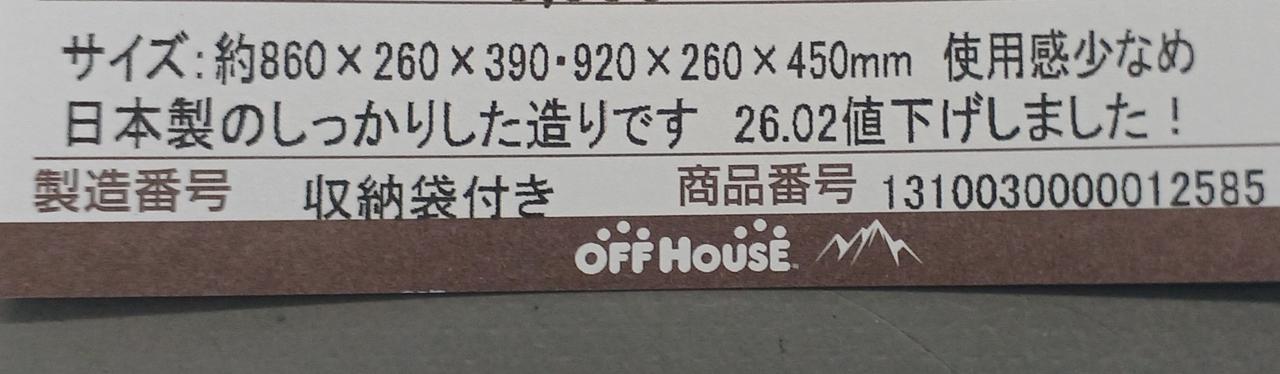 サイズ:約860×260×390・920×260×450mm 使用感少なめ
日本製のしっかりした造りです 26.02値下げしました!
製造番号 収納袋付き 商品番号 1310030000012585
OFF HOUSE